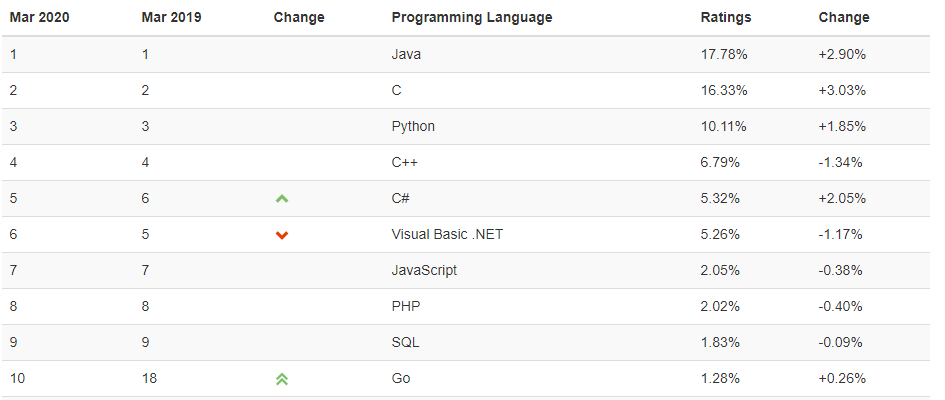 Mar 2020 Mar 2019 Change Programming Language Ratings Change
1 1 Java 17.78% +2.90%
2 2 C 16.33% +3.03%
3 3 Python 10.11% +1.85%
4 4 C++ 6.79% -1.34%
5 6 C# 5.32% +2.05%
6 5 Visual Basic .NET 5.26% -1.17%
7 7 JavaScript 2.05% -0.38%
8 8 PHP 2.02% -0.40%
9 9 SQL 1.83% -0.09%
10 18 Go 1.28% +0.26%